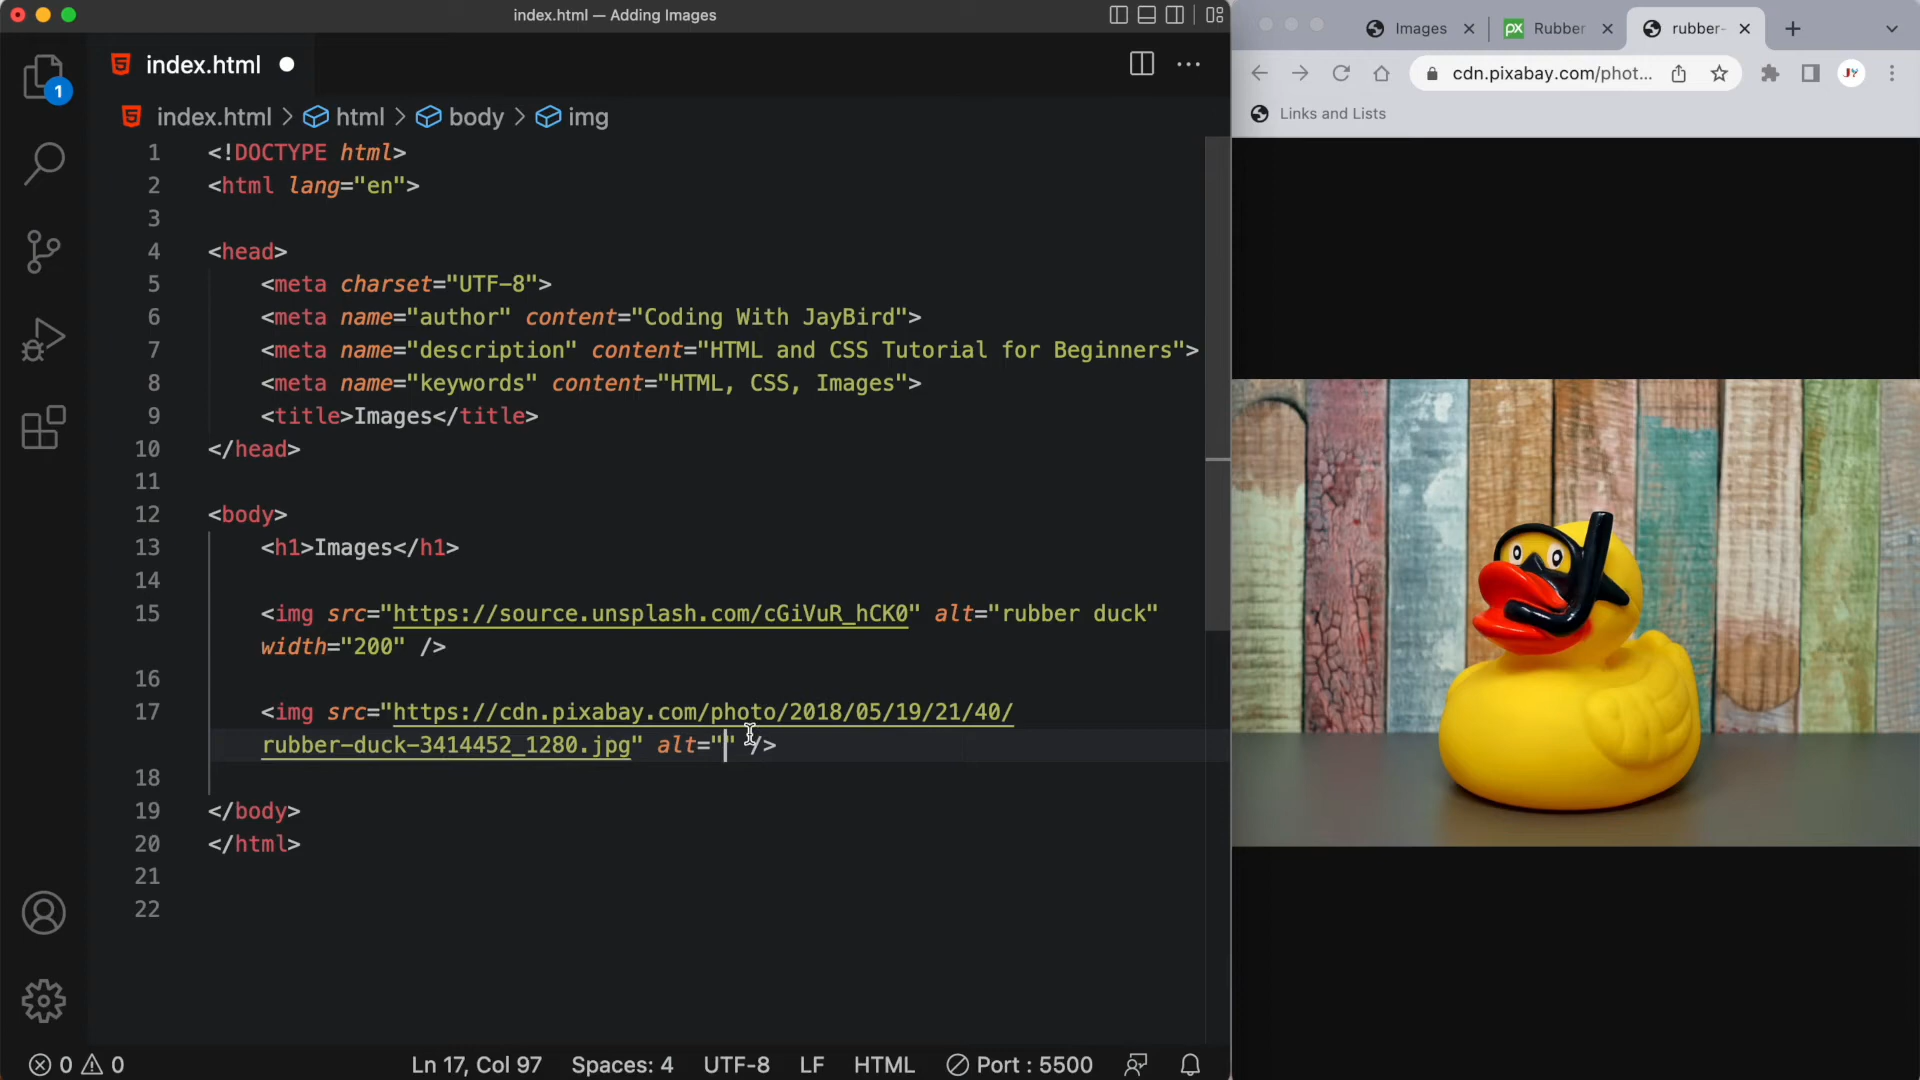 index.html — Adding Images
index.html
index.html > html > body > img
1 <!DOCTYPE html>
2 <html lang="en">
3
4 <head>
5 <meta charset="UTF-8">
6 <meta name="author" content="Coding With JayBird">
7 <meta name="description" content="HTML and CSS Tutorial for Beginners">
8 <meta name="keywords" content="HTML, CSS, Images">
9 <title>Images</title>
10 </head>
11
12 <body>
13 <h1>Images</h1>
14
15 <img src="https://source.unsplash.com/cGiVuR_hCK0" alt="rubber duck"
width="200" />
16
17 <img src="https://cdn.pixabay.com/photo/2018/05/19/21/40/
rubber-duck-3414452_1280.jpg" alt="" />
18
19 </body>
20 </html>
21
22
1
0 0
Ln 17, Col 97 Spaces: 4 UTF-8 LF HTML Port : 5500
Images px Rubber rubber-
cdn.pixabay.com/phot... JY
Links and Lists